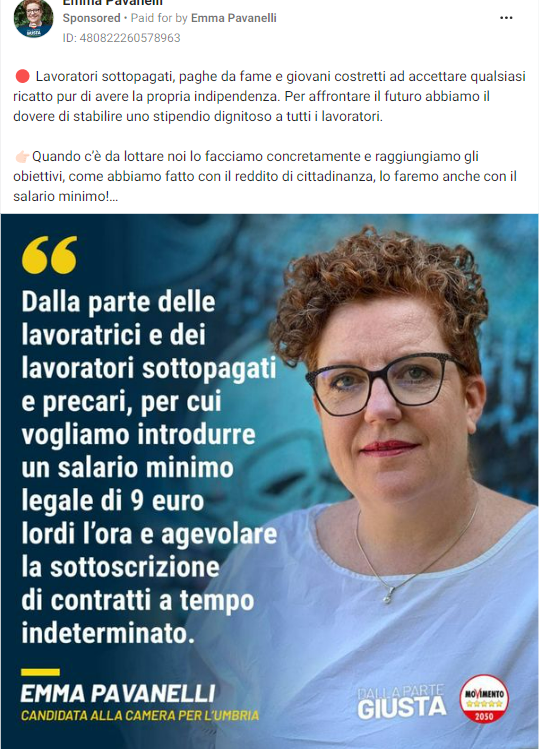 Emma Pavanelli
Sponsored • Paid for by Emma Pavanelli
ID: 480822260578963
🔴 Lavoratori sottopagati, paghe da fame e giovani costretti ad accettare qualsiasi
ricatto pur di avere la propria indipendenza. Per affrontare il futuro abbiamo il
dovere di stabilire uno stipendio dignitoso a tutti i lavoratori.
👉🏻Quando c'è da lottare noi lo facciamo concretamente e raggiungiamo gli
obiettivi, come abbiamo fatto con il reddito di cittadinanza, lo faremo anche con il
salario minimo!...
“
Dalla parte delle
lavoratrici e dei
lavoratori sottopagati
e precari, per cui
vogliamo introdurre
un salario minimo
legale di 9 euro
lordi l'ora e agevolare
la sottoscrizione
di contratti a tempo
indeterminato.
EMMA PAVANELLI
CANDIDATA ALLA CAMERA PER L'UMBRIA
DALLA PARTE
GIUSTA
MOVIMENTO
2050
GIUSTA